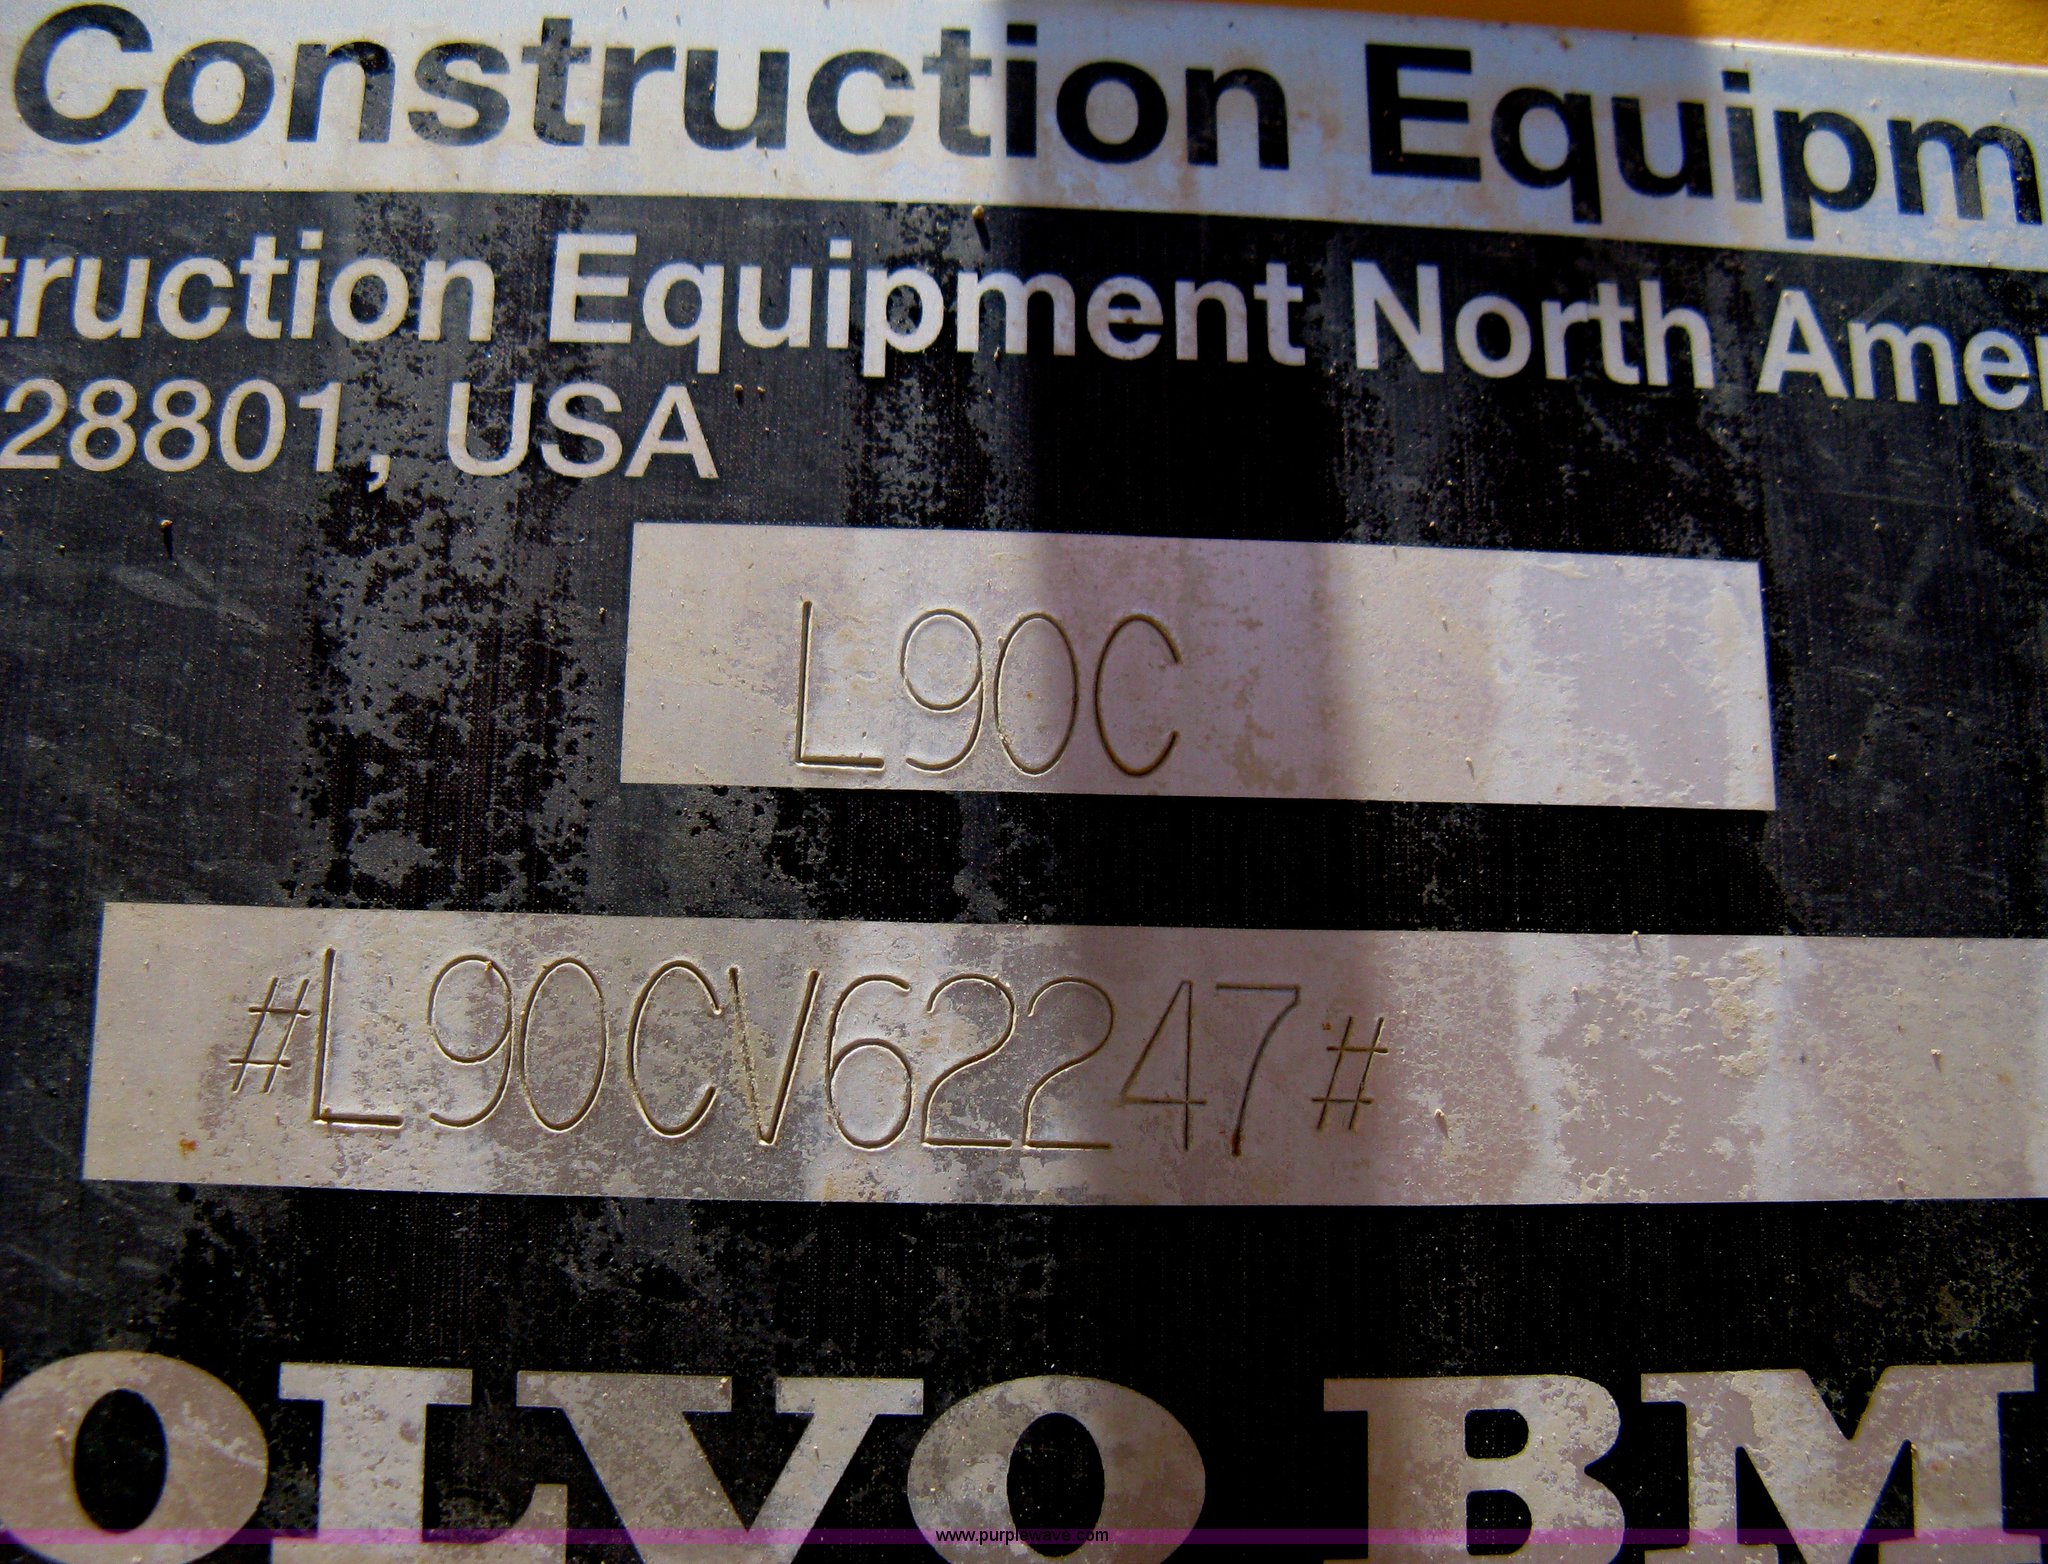 Construction Equipm
truction Equipment North Amer
28801, USA
L90C
#L90CV62247#
OLVO BM
www.purplewave.com